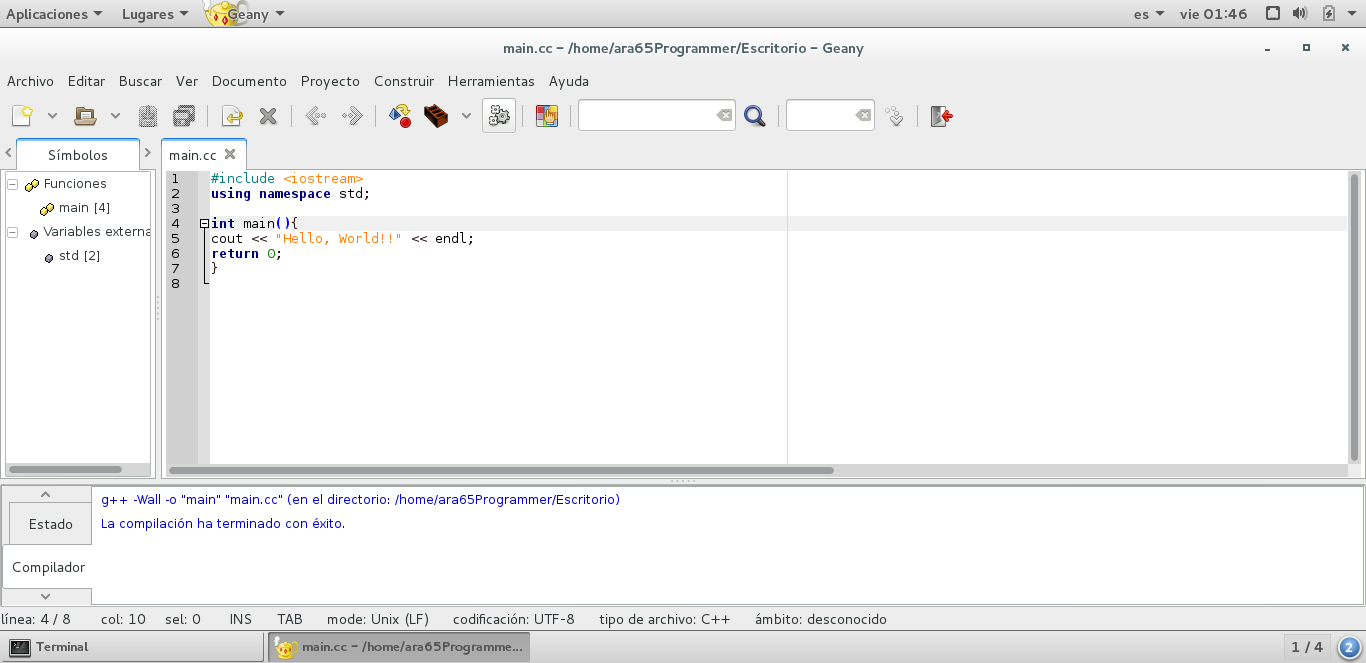 Aplicaciones Lugares Geany es vie 01:46
main.cc – /home/ara65Programmer/Escritorio – Geany
Archivo Editar Buscar Ver Documento Proyecto Construir Herramientas Ayuda
Símbolos main.cc
Funciones
main [4]
Variables externa
std [2]
1 #include <iostream>
2 using namespace std;
3
4 int main(){
5 cout << "Hello, World!!" << endl;
6 return 0;
7 }
8
Estado
Compilador
g++ -Wall -o "main" "main.cc" (en el directorio: /home/ara65Programmer/Escritorio)
La compilación ha terminado con éxito.
línea: 4 / 8 col: 10 sel: 0 INS TAB mode: Unix (LF) codificación: UTF-8 tipo de archivo: C++ ámbito: desconocido
Terminal main.cc – /home/ara65Programme... 1 / 4 2